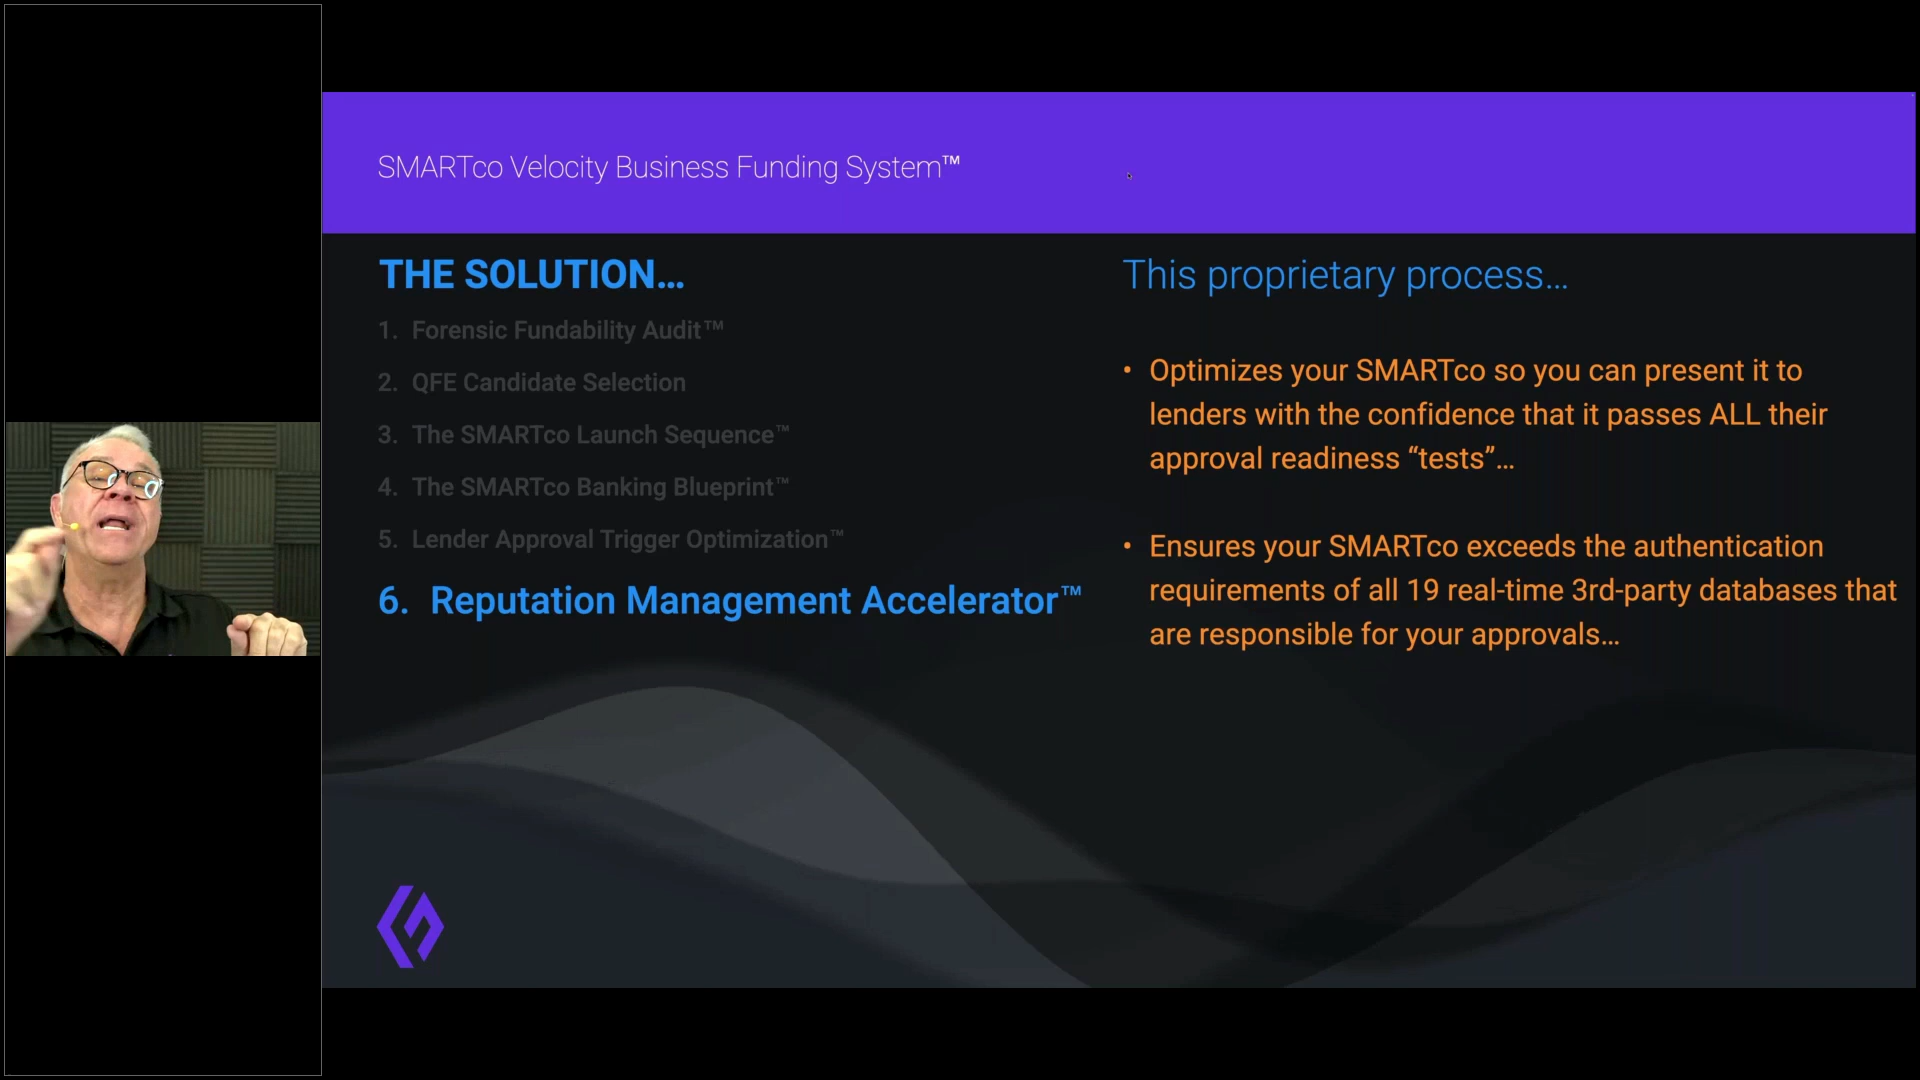 SMARTco Velocity Business Funding System™
THE SOLUTION...
1. Forensic Fundability Audit™
2. QFE Candidate Selection
3. The SMARTco Launch Sequence™
4. The SMARTco Banking Blueprint™
5. Lender Approval Trigger Optimization™
6. Reputation Management Accelerator™
This proprietary process...
• Optimizes your SMARTco so you can present it to
lenders with the confidence that it passes ALL their
approval readiness “tests”...
• Ensures your SMARTco exceeds the authentication
requirements of all 19 real-time 3rd-party databases that
are responsible for your approvals...